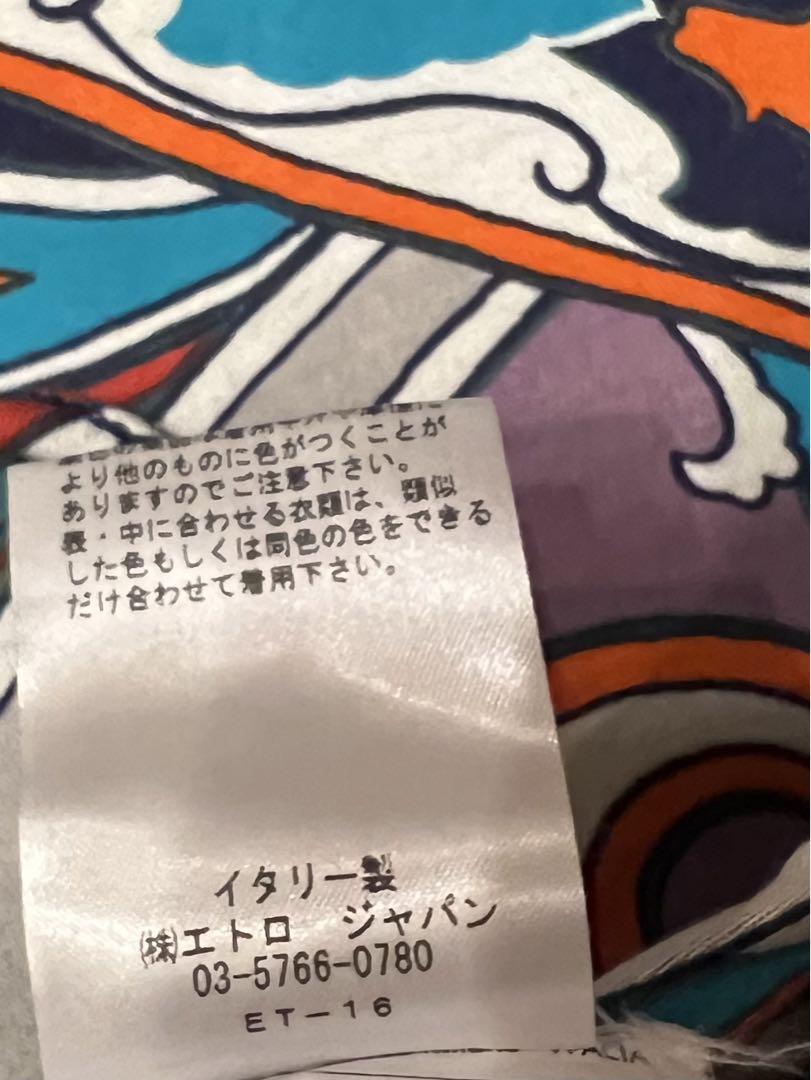 より他のものに色がつくことが
ありますのでご注意下さい。
表・中に合わせる衣類は、類似
した色もしくは同色の色をできる
だけ合わせて着用下さい。
イタリー製
㈱エトロ　ジャパン
03-5766-0780
ET-16